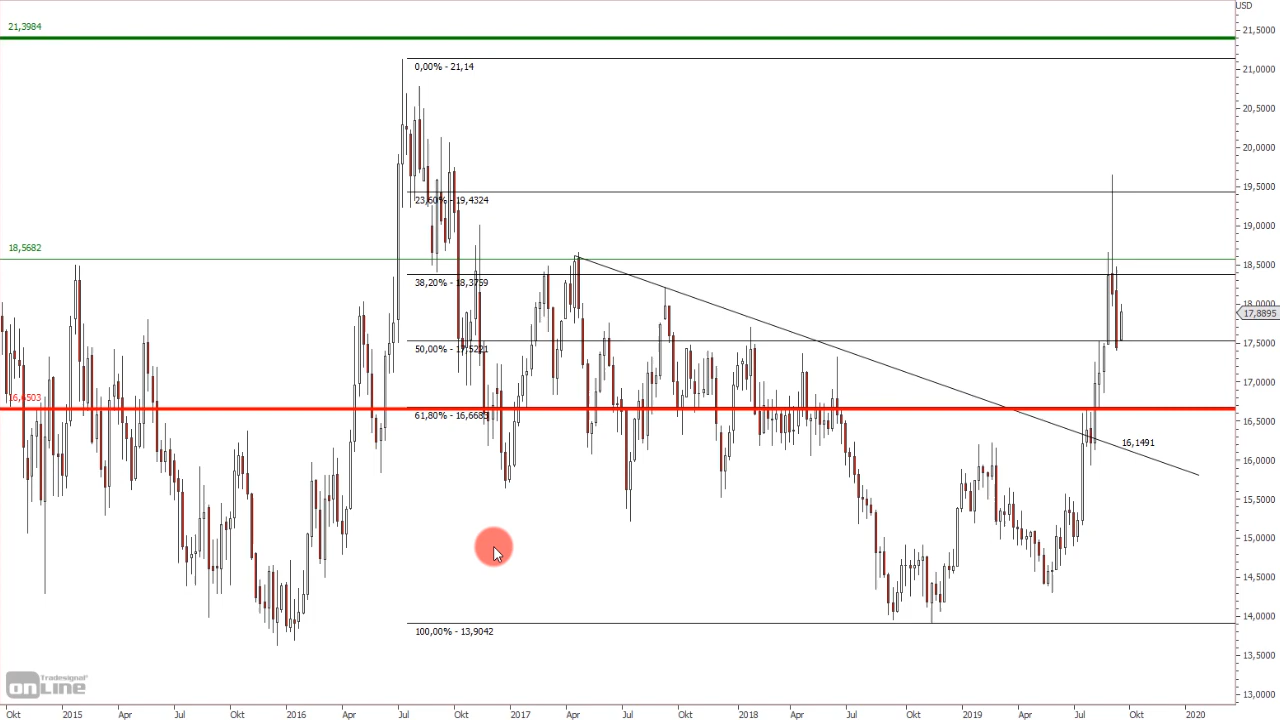 USD
21,3984
21,5000
0,00% - 21,14
21,0000
20,5000
20,0000
19,5000
23,60% - 19,4324
19,0000
18,5682
18,5000
38,20% - 18,3759
18,0000
17,8895
17,5000
50,00% - 17,5221
17,0000
16,6503
61,80% - 16,6683
16,5000
16,1491
16,0000
15,5000
15,0000
14,5000
14,0000
100,00% - 13,9042
13,5000
13,0000
Tradesignal®
onLine
Okt 2015 Apr Jul Okt 2016 Apr Jul Okt 2017 Apr Jul Okt 2018 Apr Jul Okt 2019 Apr Jul Okt 2020